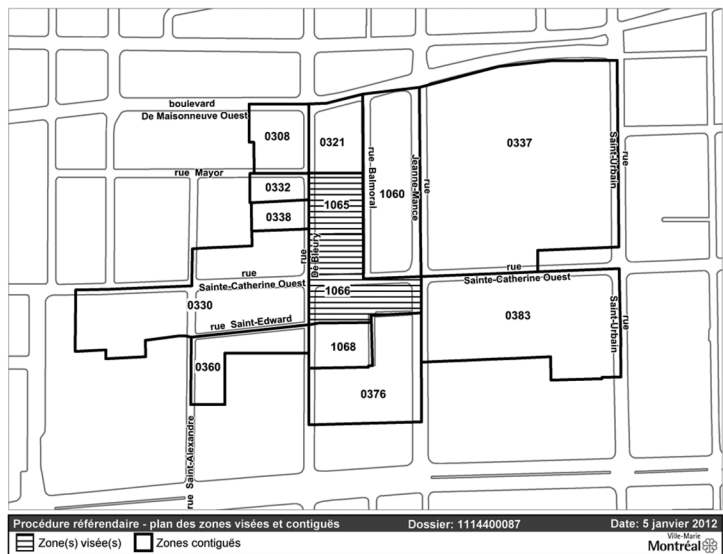 boulevard
De Maisonneuve Ouest
0308
0321
0337
rue Balmoral
Jeanne-Mance
rue
Saint-Urbain
rue
rue Mayor
0332
1065
1060
0338
rue
De Bleury
rue
Sainte-Catherine Ouest
rue
Sainte-Catherine Ouest
1066
0330
rue Saint-Edward
0383
Saint-Urbain
rue
1068
0360
0376
rue Saint-Alexandre
Procédure référendaire - plan des zones visées et contiguës Dossier: 1114400087 Date: 5 janvier 2012
Zone(s) visée(s) Zones contiguës
Ville-Marie
Montréal